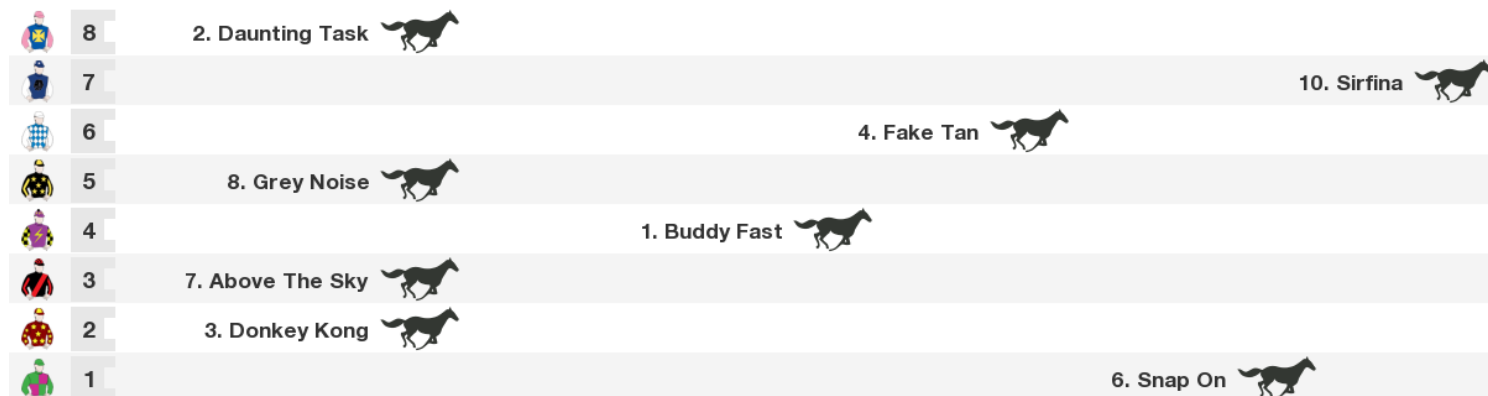 8 2. Daunting Task
7 10. Sirfina
6 4. Fake Tan
5 8. Grey Noise
4 1. Buddy Fast
3 7. Above The Sky
2 3. Donkey Kong
1 6. Snap On